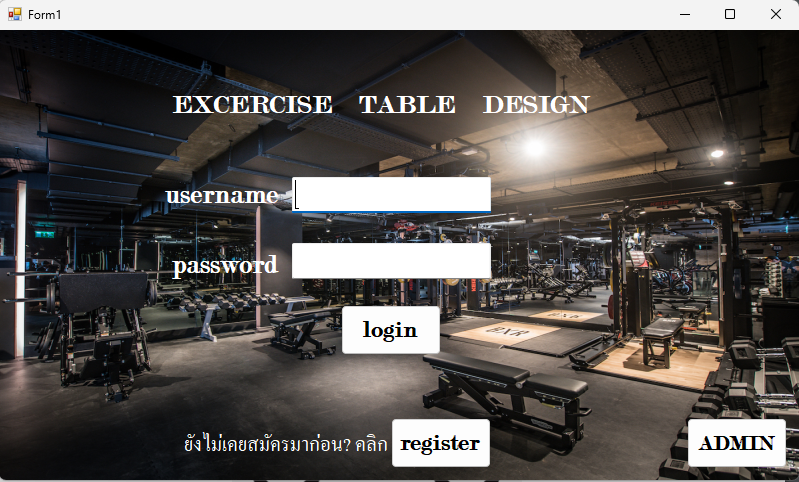 Form1
EXCERCISE TABLE DESIGN
username
password
login
ยังไม่เคยสมัครมาก่อน? คลิก register
ADMIN